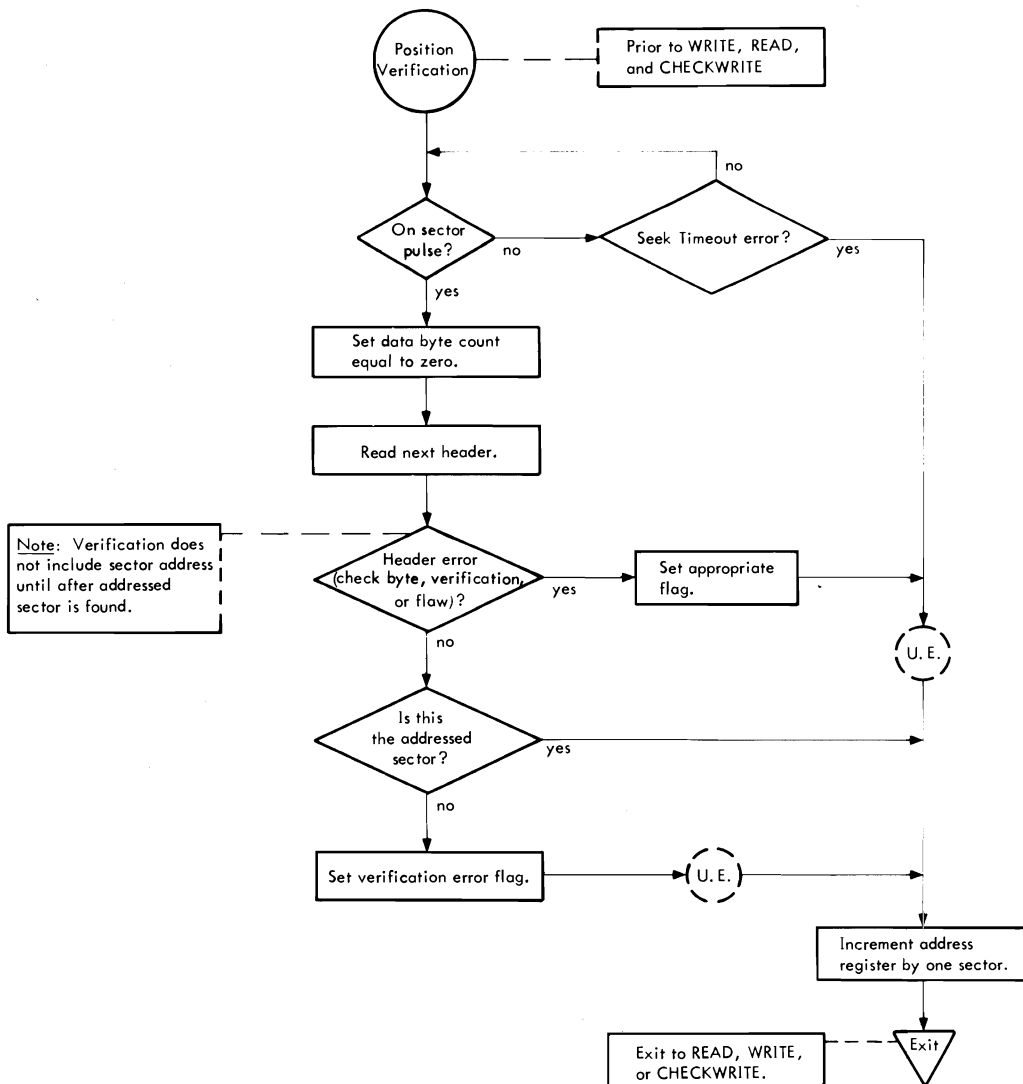 Position
Verification
Prior to WRITE, READ,
and CHECKWRITE
no
On sector
pulse?
no
Seek Timeout error?
yes
yes
Set data byte count
equal to zero.
Read next header.
Note: Verification does
not include sector address
until after addressed
sector is found.
Header error
(check byte, verification,
or flaw)?
yes
Set appropriate
flag.
no
U. E.
Is this
the addressed
sector?
yes
no
Set verification error flag.
U. E.
Increment address
register by one sector.
Exit
Exit to READ, WRITE,
or CHECKWRITE.